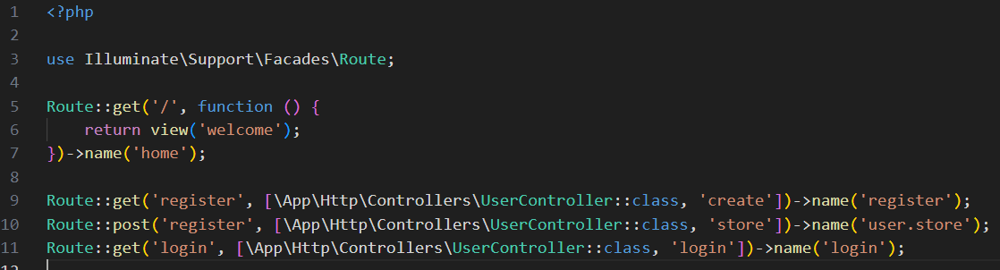 1 <?php
2
3 use Illuminate\Support\Facades\Route;
4
5 Route::get('/', function () {
6     return view('welcome');
7 })->name('home');
8
9 Route::get('register', [\App\Http\Controllers\UserController::class, 'create'])->name('register');
10 Route::post('register', [\App\Http\Controllers\UserController::class, 'store'])->name('user.store');
11 Route::get('login', [\App\Http\Controllers\UserController::class, 'login'])->name('login');
12